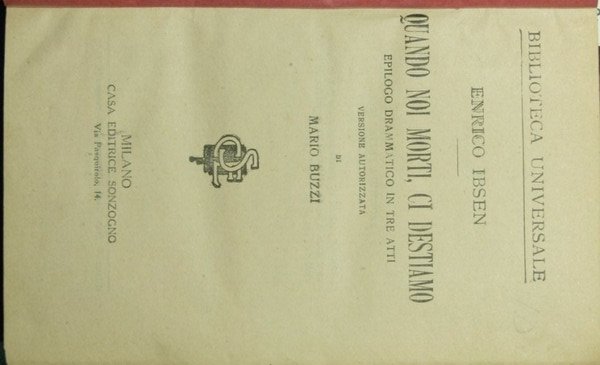 BIBLIOTECA UNIVERSALE
ENRICO IBSEN
QUANDO NOI MORTI, CI DESTIAMO
EPILOGO DRAMMATICO IN TRE ATTI
VERSIONE AUTORIZZATA
DI
MARIO BUZZI
MILANO
CASA EDITRICE SONZOGNO
Via Pasquirolo, 14.